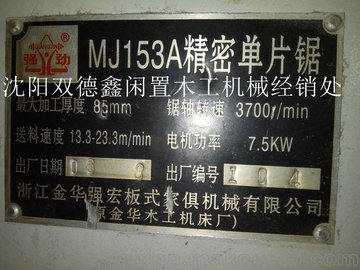 强劲
MJ153A精密单片锯
沈阳双德鑫闲置木工机械经销处
最大加工厚度 85mm 锯轴转速 3700r/min
送料速度 13.3-23.3m/min 电机功率 7.5KW
出厂日期 出厂编号 104
浙江金华强宏板式家俱机械有限公司
（原金华木工机床厂）